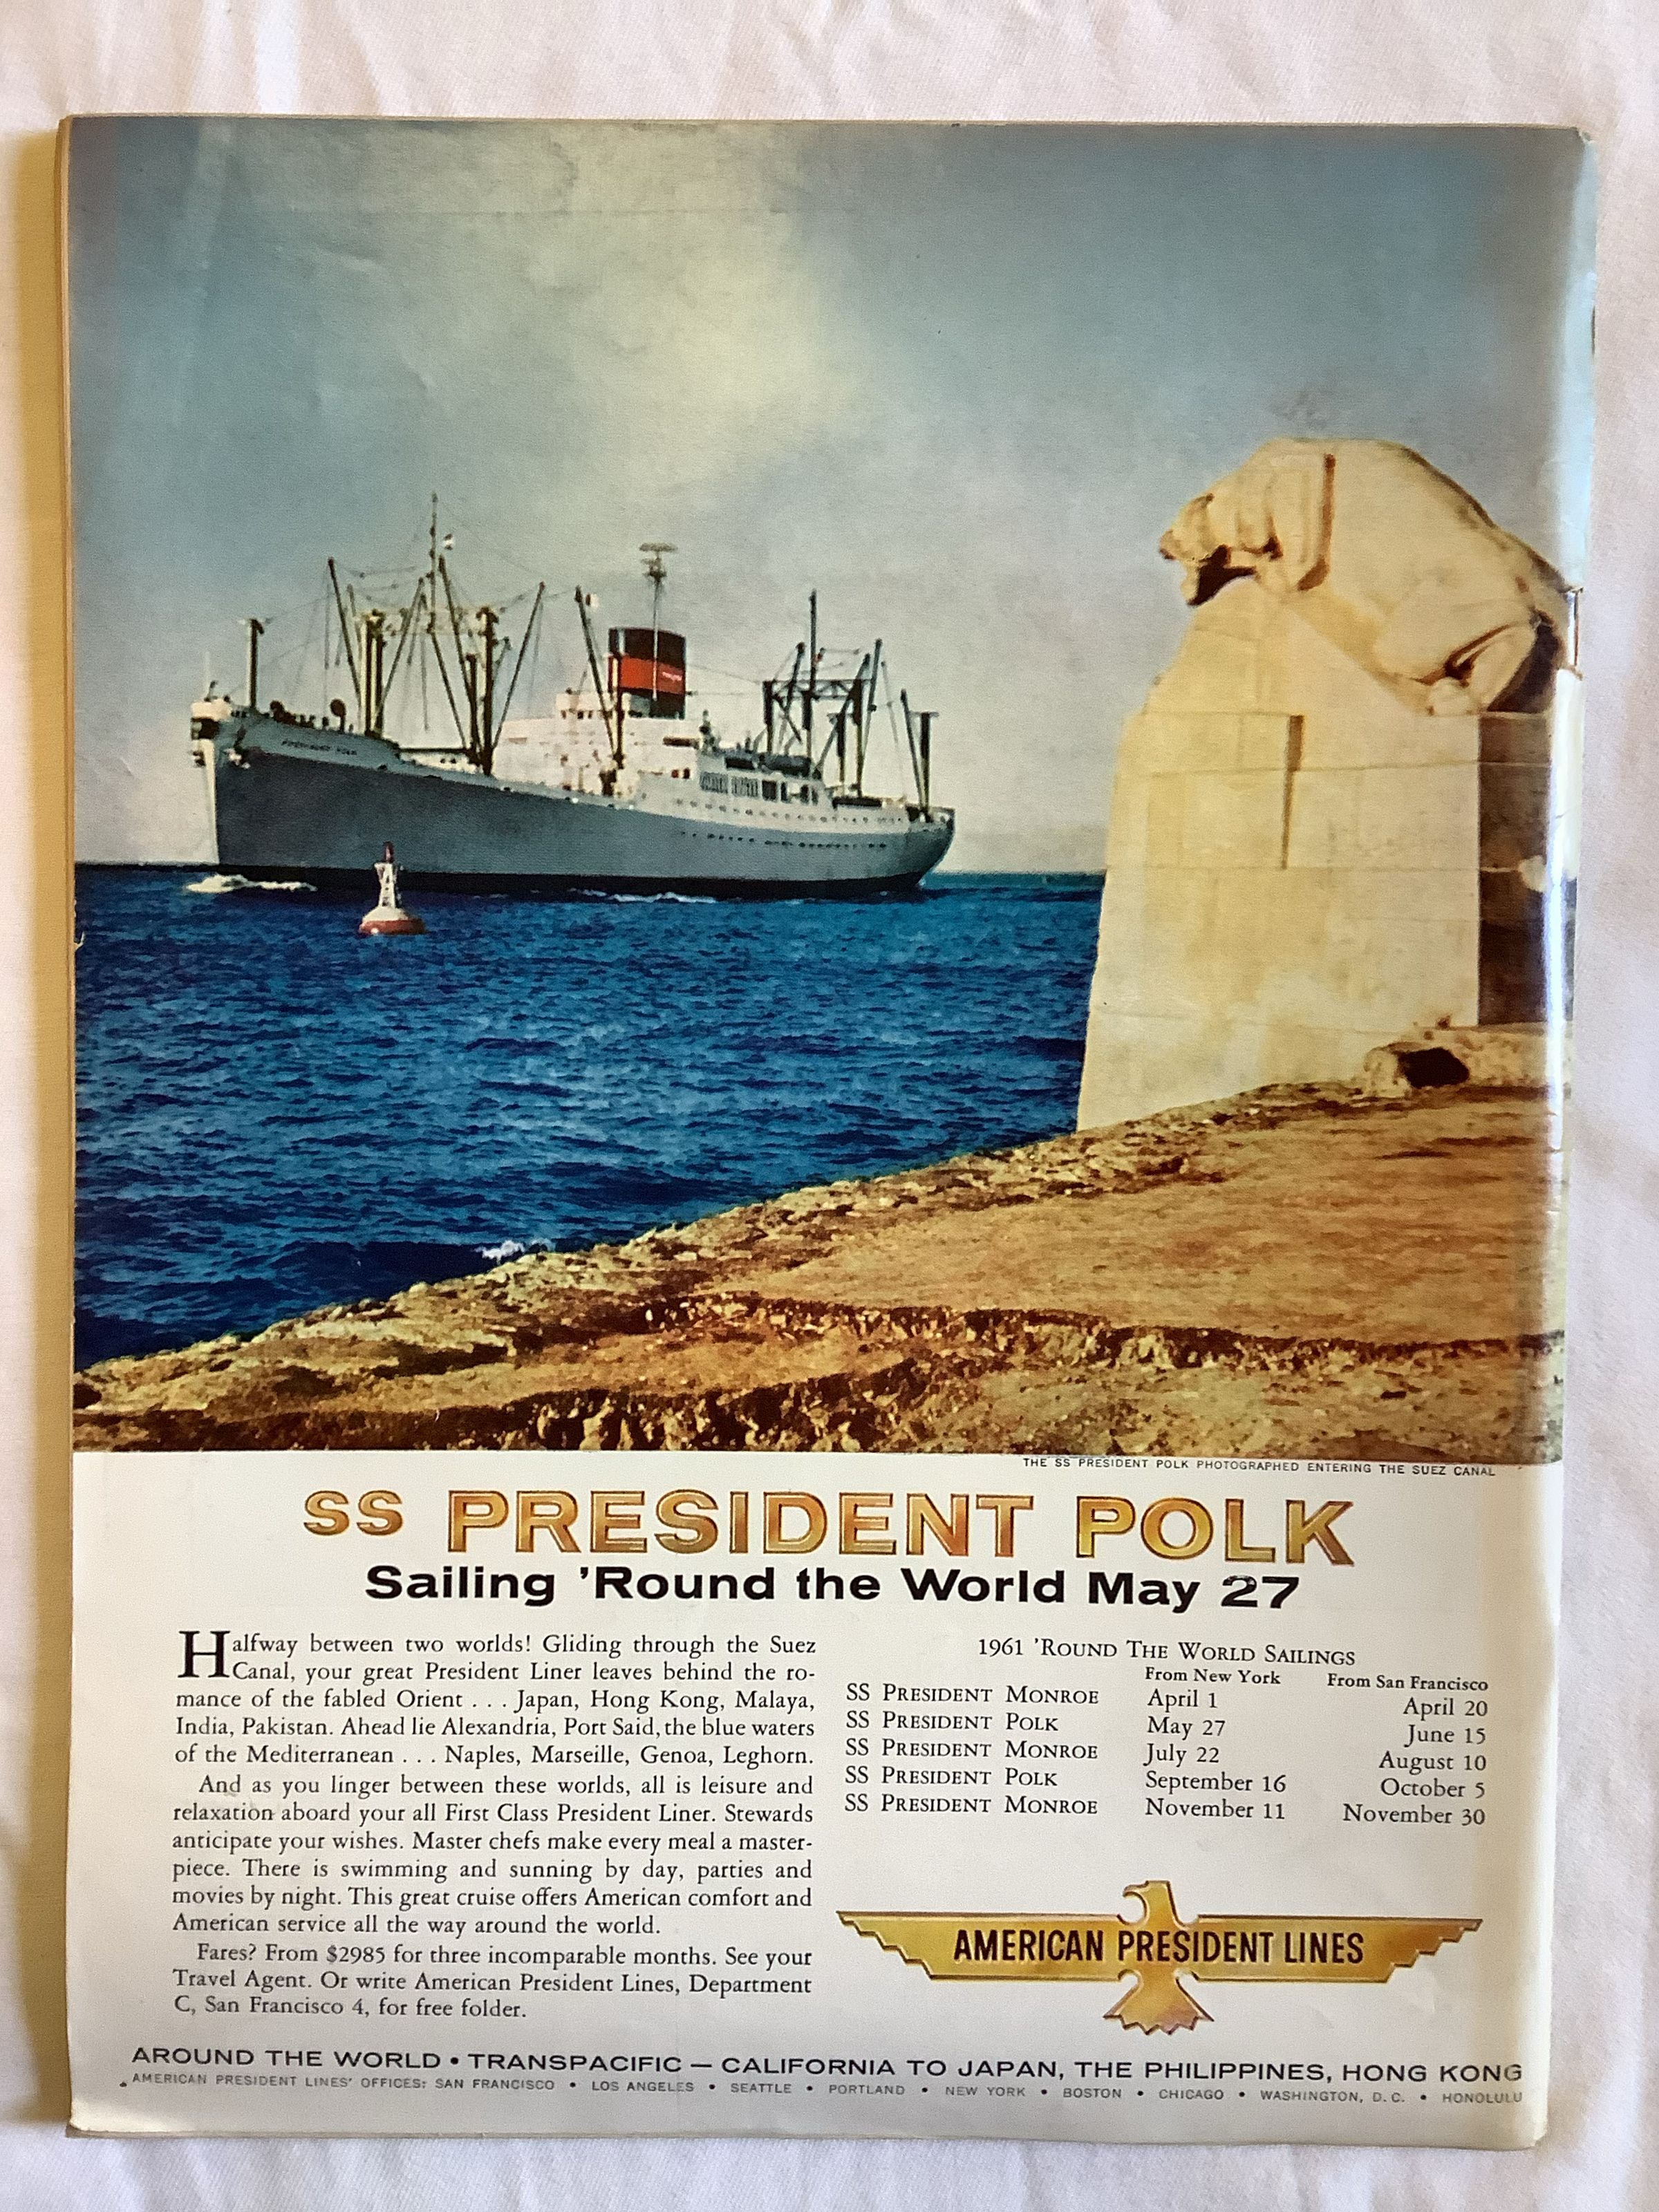 THE SS PRESIDENT POLK PHOTOGRAPHED ENTERING THE SUEZ CANAL
SS PRESIDENT POLK
Sailing ’Round the World May 27
Halfway between two worlds! Gliding through the Suez
Canal, your great President Liner leaves behind the ro-
mance of the fabled Orient . . . Japan, Hong Kong, Malaya,
India, Pakistan. Ahead lie Alexandria, Port Said, the blue waters
of the Mediterranean . . . Naples, Marseille, Genoa, Leghorn.
And as you linger between these worlds, all is leisure and
relaxation aboard your all First Class President Liner. Stewards
anticipate your wishes. Master chefs make every meal a master-
piece. There is swimming and sunning by day, parties and
movies by night. This great cruise offers American comfort and
American service all the way around the world.
Fares? From $2985 for three incomparable months. See your
Travel Agent. Or write American President Lines, Department
C, San Francisco 4, for free folder.
1961 ’ROUND THE WORLD SAILINGS
From New York From San Francisco
SS PRESIDENT MONROE April 1 April 20
SS PRESIDENT POLK May 27 June 15
SS PRESIDENT MONROE July 22 August 10
SS PRESIDENT POLK September 16 October 5
SS PRESIDENT MONROE November 11 November 30
AMERICAN PRESIDENT LINES
AROUND THE WORLD • TRANSPACIFIC — CALIFORNIA TO JAPAN, THE PHILIPPINES, HONG KONG
AMERICAN PRESIDENT LINES’ OFFICES: SAN FRANCISCO • LOS ANGELES • SEATTLE • PORTLAND • NEW YORK • BOSTON • CHICAGO • WASHINGTON, D.C. • HONOLULU